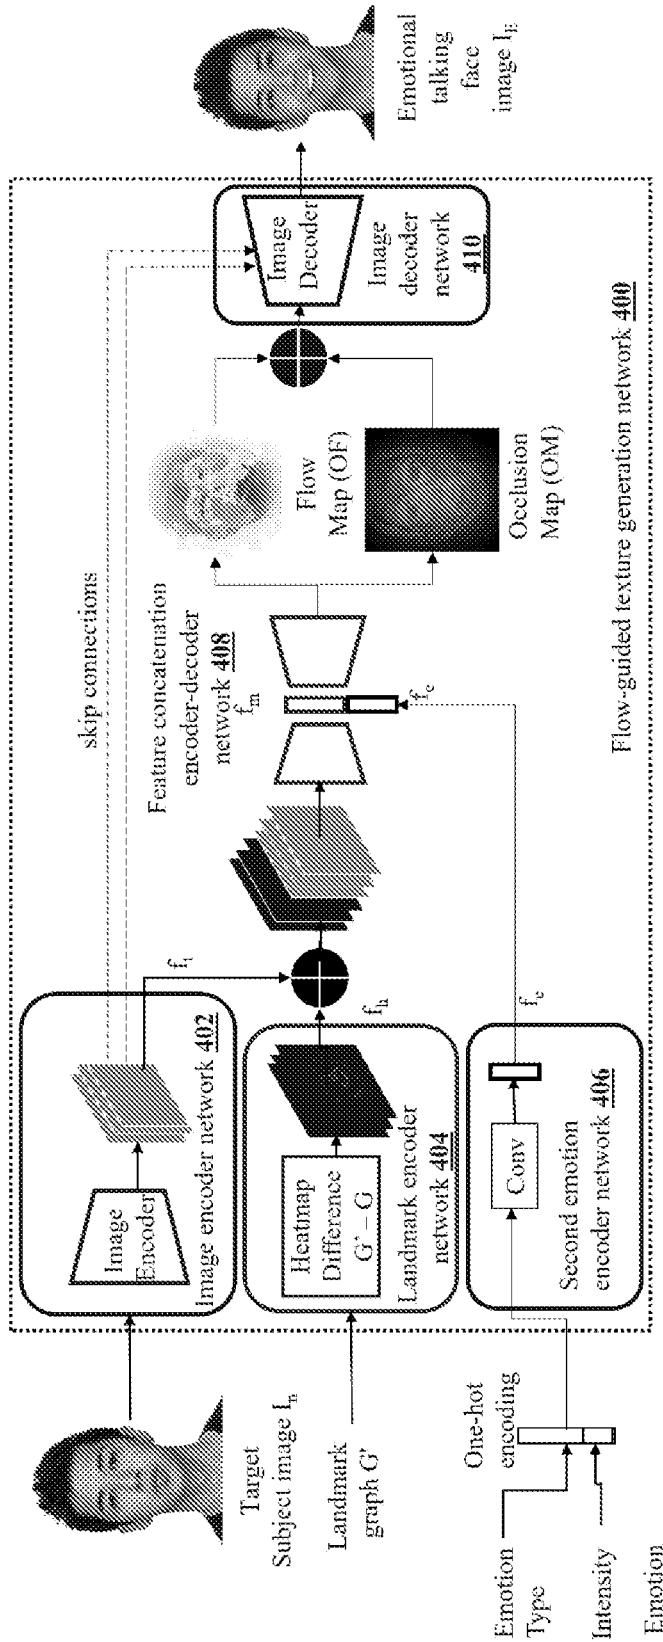 Target
Subject image I_n
Landmark
graph G'
Emotion
Type
Intensity
Emotion
One-hot
encoding
Image
Encoder
Image encoder network 402
Heatmap
Difference
G' – G
Landmark encoder
network 404
Conv
Second emotion
encoder network 406
skip connections
f_i
f_h
f_e
Feature concatenation
encoder-decoder
network 408
f_m
f_e
Flow
Map (OF)
Occlusion
Map (OM)
Image
Decoder
Image
decoder
network
410
Flow-guided texture generation network 400
Emotional
talking
face
image I_E